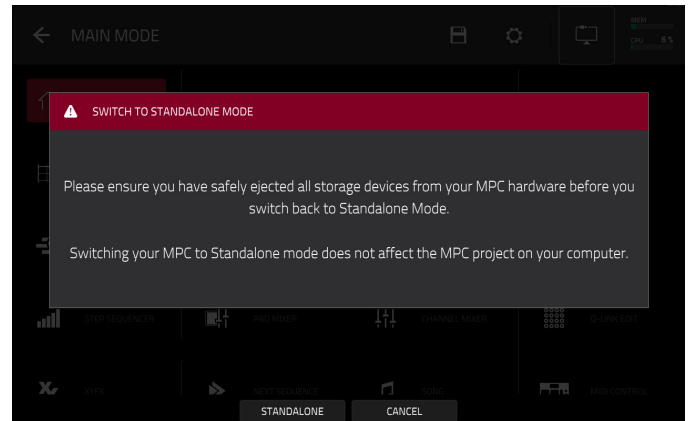 MAIN MODE
MEM
CPU 6%
SWITCH TO STANDALONE MODE
Please ensure you have safely ejected all storage devices from your MPC hardware before you
switch back to Standalone Mode.
Switching your MPC to Standalone mode does not affect the MPC project on your computer.
STEP SEQUENCER
PAD MIXER
CHANNEL MIXER
Q-LINK EDIT
XYFX
NEXT SEQUENCE
SONG
MIDI CONTROL
STANDALONE
CANCEL